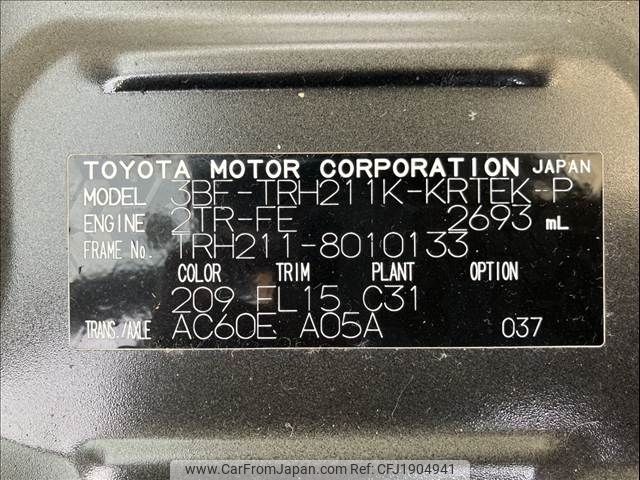 TOYOTA MOTOR CORPORATION JAPAN
MODEL 3BF-TRH211K-KRTEK-P
ENGINE 2TR-FE 2693 mL
FRAME No. TRH211-8010133
COLOR TRIM PLANT OPTION
209 FL15 C31
TRANS./AXLE AC60E A05A 037
www.CarFromJapan.com | Ref No. CFJ1904941